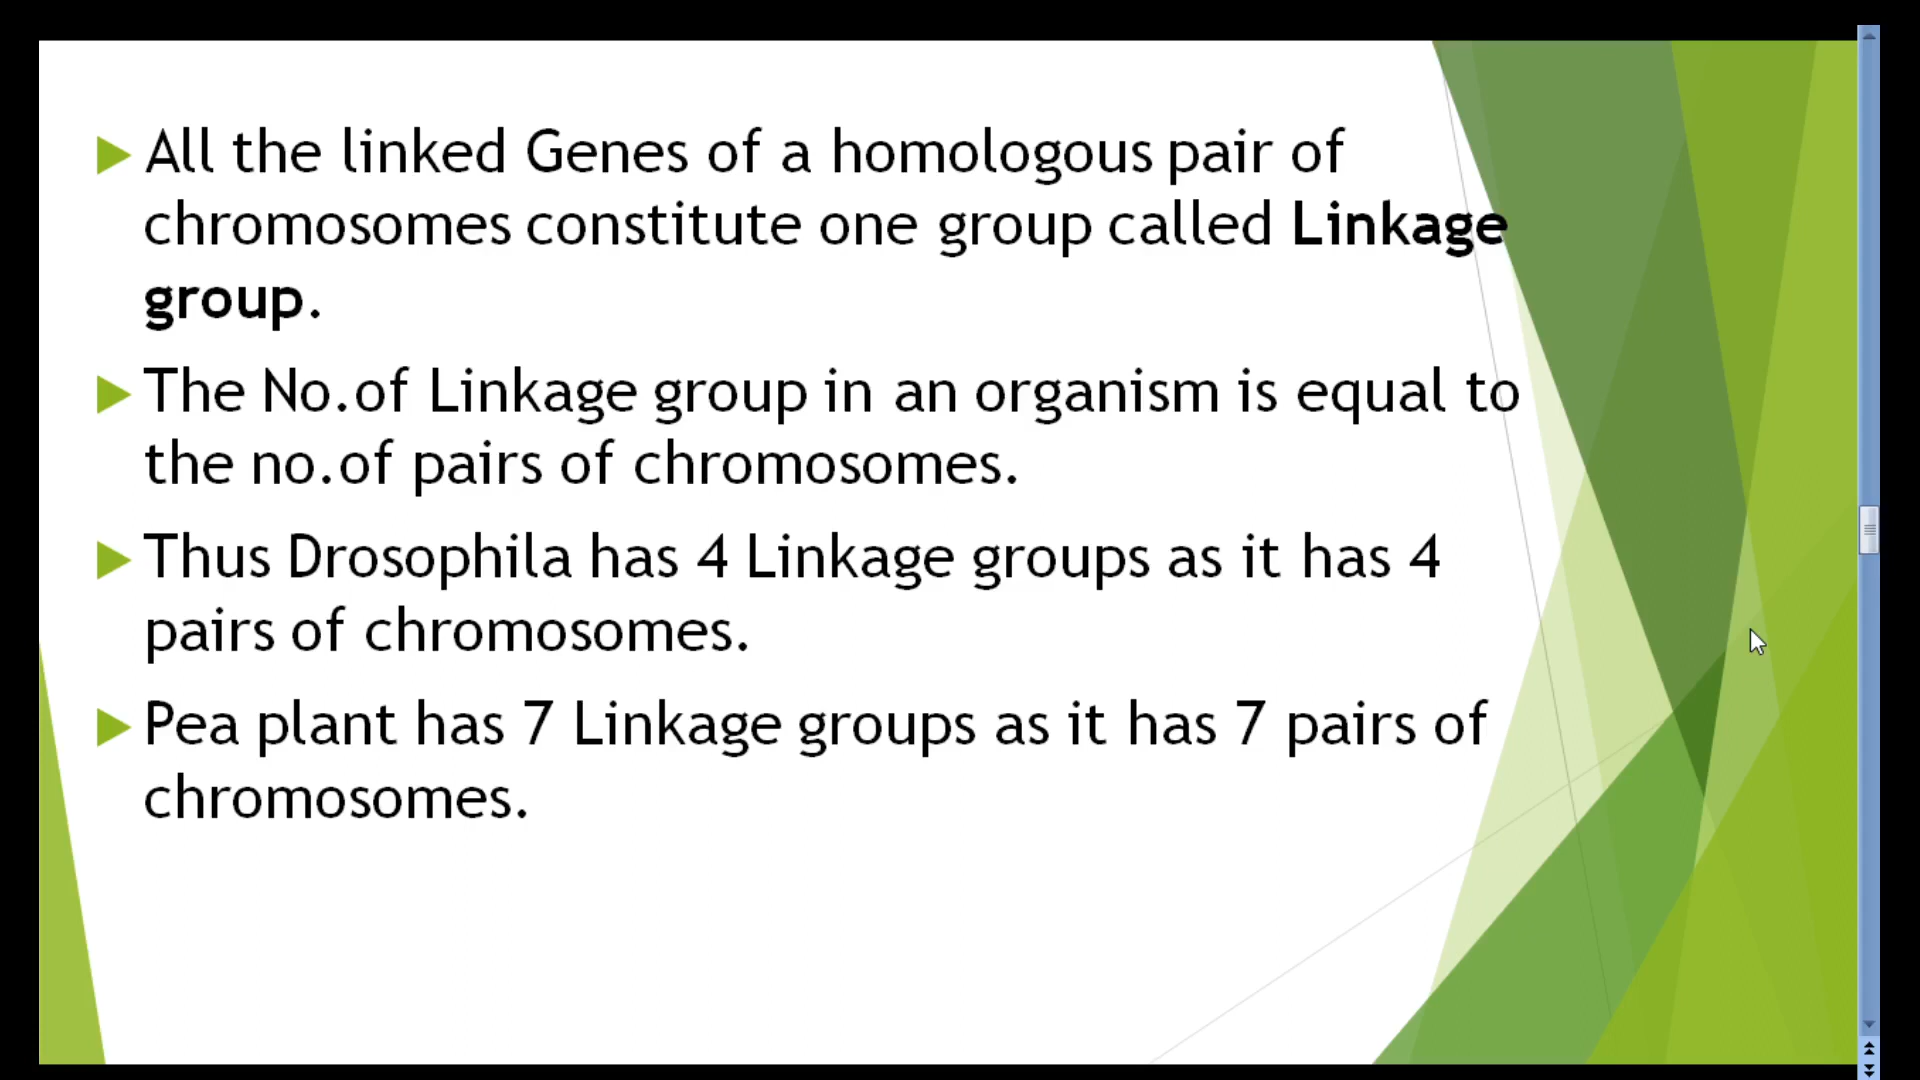 All the linked Genes of a homologous pair of
chromosomes constitute one group called Linkage
group.
The No.of Linkage group in an organism is equal to
the no.of pairs of chromosomes.
Thus Drosophila has 4 Linkage groups as it has 4
pairs of chromosomes.
Pea plant has 7 Linkage groups as it has 7 pairs of
chromosomes.